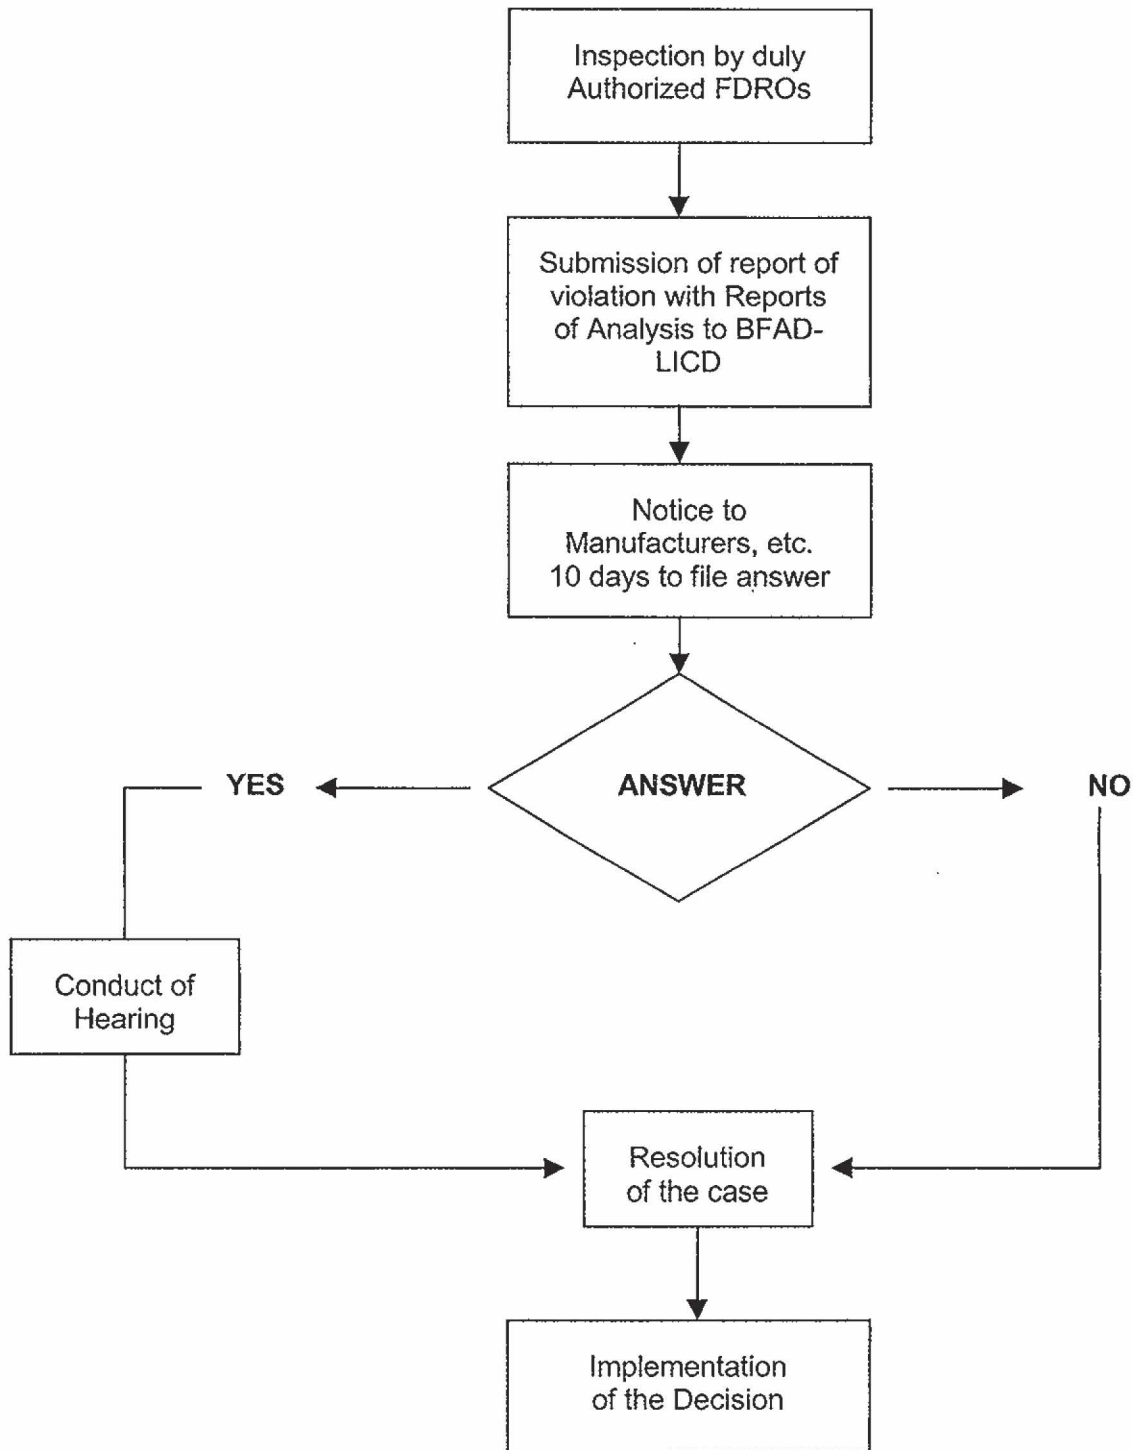 Inspection by duly
Authorized FDROs
Submission of report of
violation with Reports
of Analysis to BFAD-
LICD
Notice to
Manufacturers, etc.
10 days to file answer
YES
ANSWER
NO
Conduct of
Hearing
Resolution
of the case
Implementation
of the Decision